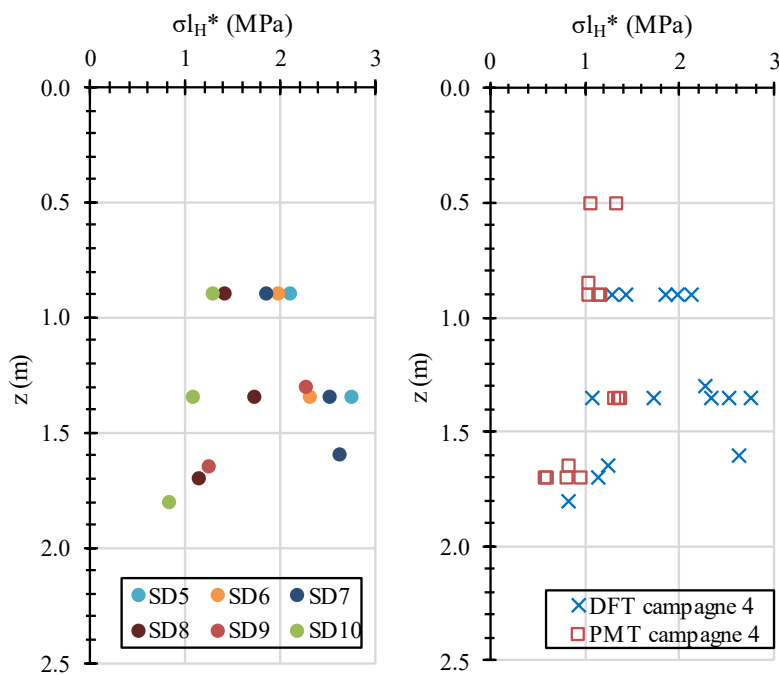 σl_H* (MPa)
0 1 2 3
0.0
0.5
1.0
1.5
2.0
2.5
z (m)
SD5 SD6 SD7
SD8 SD9 SD10
σl_H* (MPa)
0 1 2 3
0.0
0.5
1.0
1.5
2.0
2.5
z (m)
DFT campagne 4
PMT campagne 4